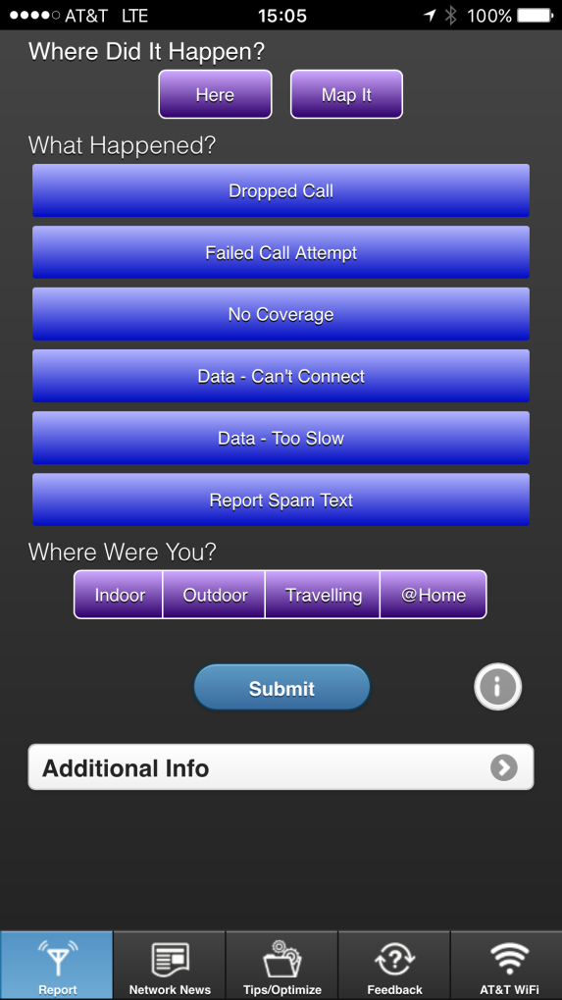 AT&T LTE 15:05 100%
Where Did It Happen?
Here Map It
What Happened?
Dropped Call
Failed Call Attempt
No Coverage
Data - Can't Connect
Data - Too Slow
Report Spam Text
Where Were You?
Indoor Outdoor Travelling @Home
Submit
Additional Info
Report Network News Tips/Optimize Feedback AT&T WiFi